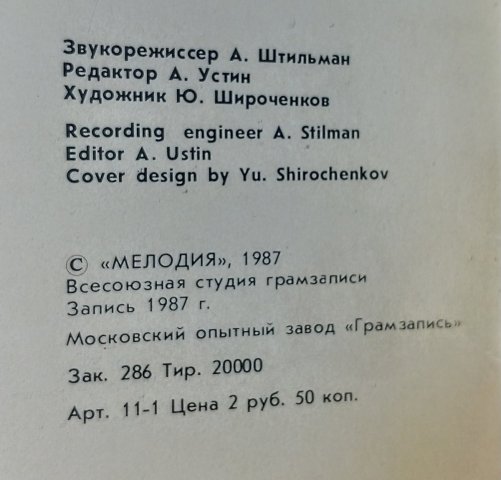 Звукорежиссер А. Штильман
Редактор А. Устин
Художник Ю. Широченков
Recording engineer A. Stilman
Editor A. Ustin
Cover design by Yu. Shirochenkov
© «МЕЛОДИЯ», 1987
Всесоюзная студия грамзаписи
Запись 1987 г.
Московский опытный завод «Грамзапись»
Зак. 286 Тир. 20000
Арт. 11-1 Цена 2 руб. 50 коп.